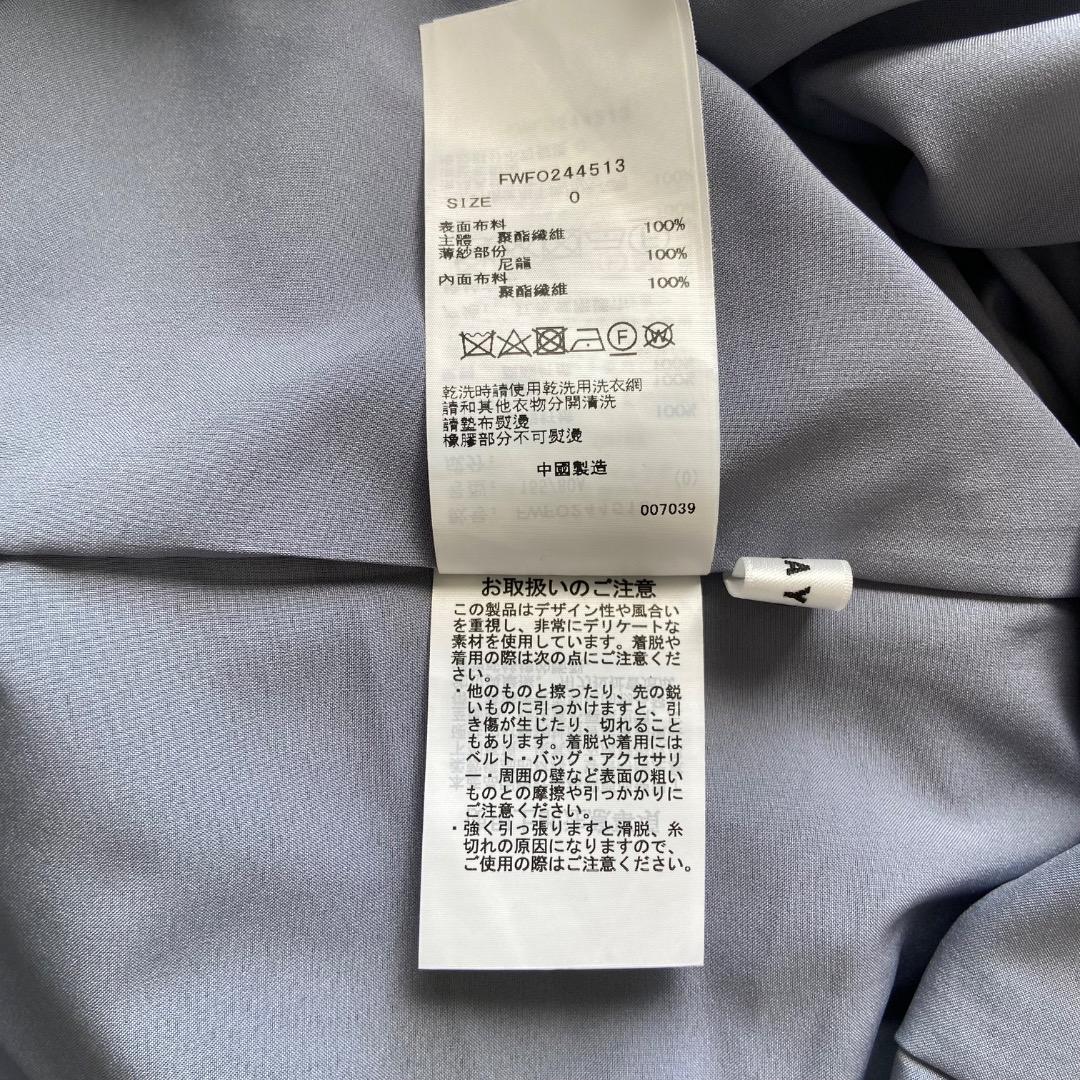 FWFO244513
SIZE 0
表面布料
主體 聚酯纖維 100%
薄紗部份
尼龍 100%
內面布料
聚酯纖維 100%
F
W
乾洗時請使用乾洗用洗衣網
請和其他衣物分開清洗
請墊布熨燙
橡膠部分不可熨燙
中國製造
007039
AY
お取扱いのご注意
この製品はデザイン性や風合い
を重視し、非常にデリケートな
素材を使用しています。着脱や
着用の際は次の点にご注意くだ
さい。
・他のものと擦ったり、先の鋭
いものに引っかけますと、引
き傷が生じたり、切れること
もあります。着脱や着用には
ベルト・バッグ・アクセサリ
ー・周囲の壁など表面の粗い
ものとの摩擦や引っかかりに
ご注意ください。
・強く引っ張りますと滑脱、糸
切れの原因になりますので、
ご使用の際はご注意ください。